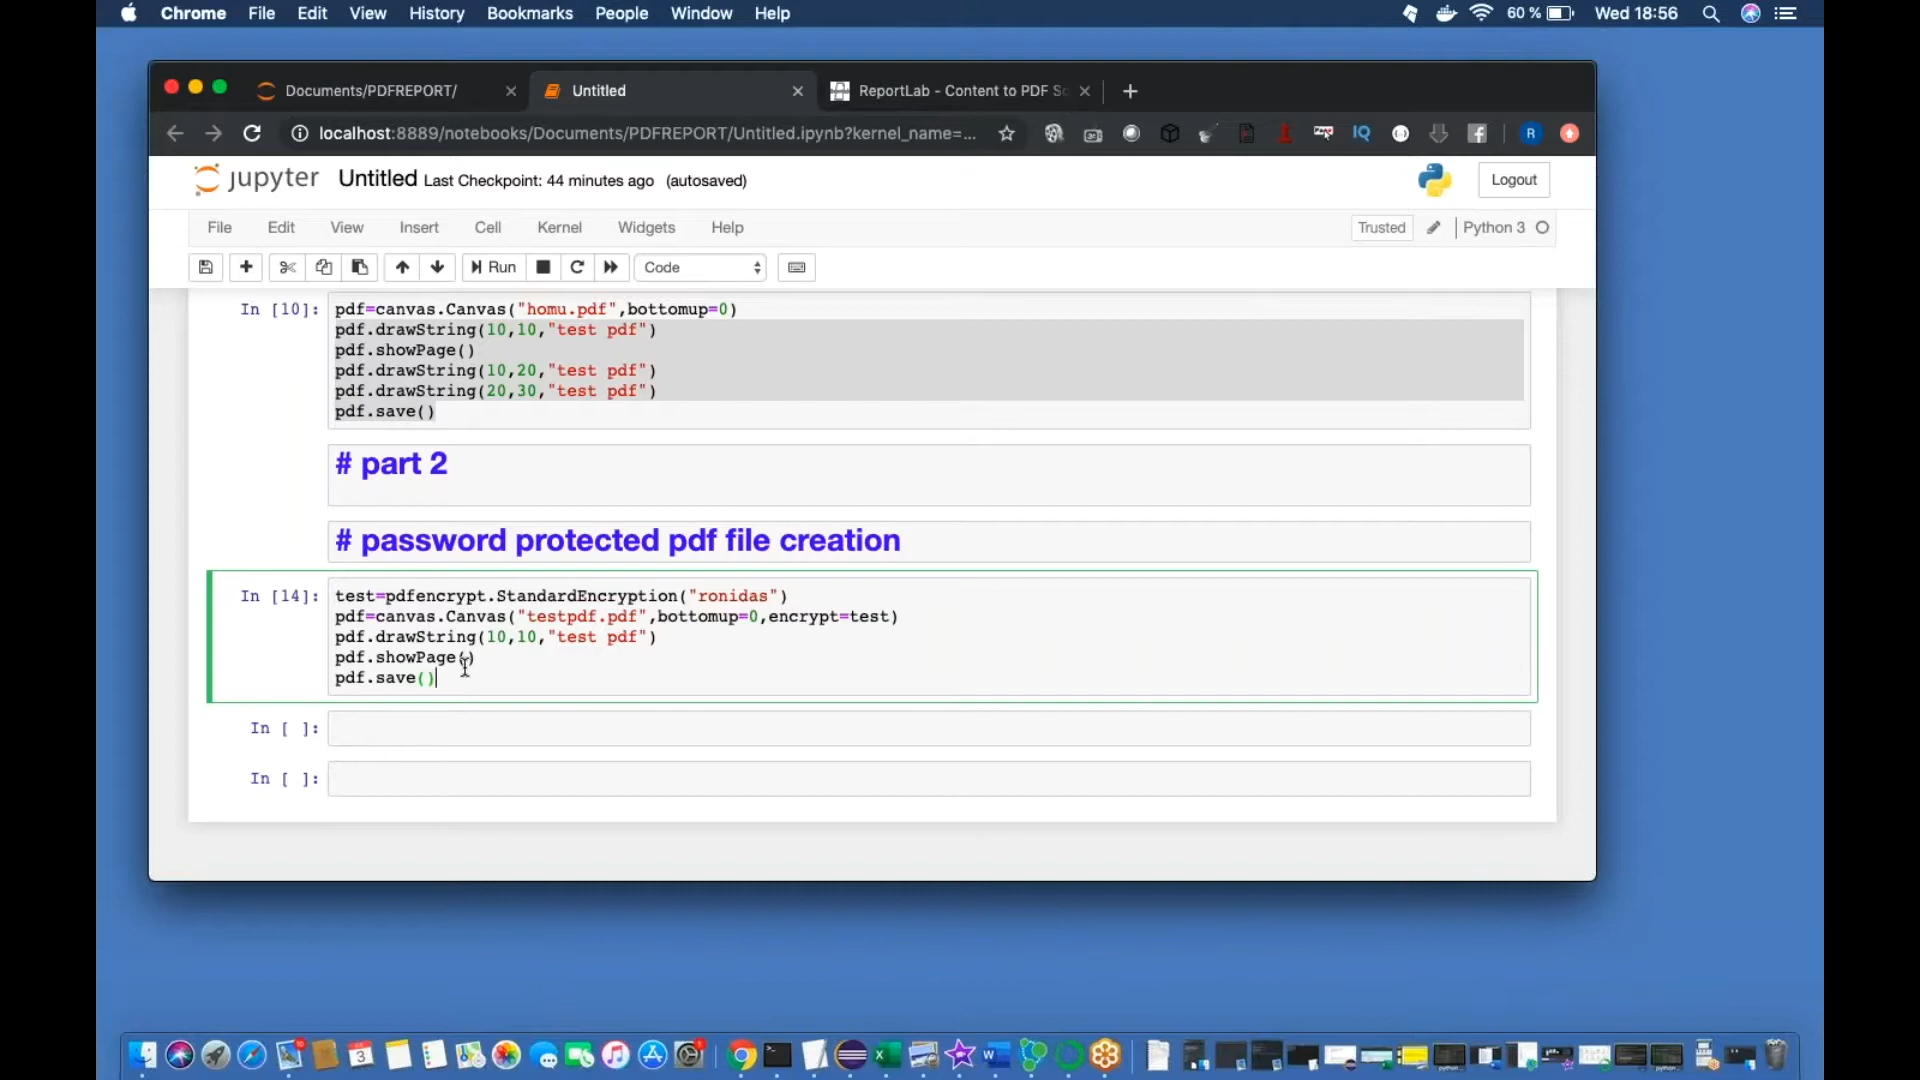 Chrome File Edit View History Bookmarks People Window Help 60 % Wed 18:56
Documents/PDFREPORT/ Untitled ReportLab - Content to PDF So
localhost:8889/notebooks/Documents/PDFREPORT/Untitled.ipynb?kernel_name=... IQ R
jupyter Untitled Last Checkpoint: 44 minutes ago (autosaved) Logout
File Edit View Insert Cell Kernel Widgets Help Trusted Python 3
Run Code
In [10]: pdf=canvas.Canvas("homu.pdf",bottomup=0)
pdf.drawString(10,10,"test pdf")
pdf.showPage()
pdf.drawString(10,20,"test pdf")
pdf.drawString(20,30,"test pdf")
pdf.save()
# part 2
# password protected pdf file creation
In [14]: test=pdfencrypt.StandardEncryption("ronidas")
pdf=canvas.Canvas("testpdf.pdf",bottomup=0,encrypt=test)
pdf.drawString(10,10,"test pdf")
pdf.showPage()
pdf.save()
In [ ]:
In [ ]:
3